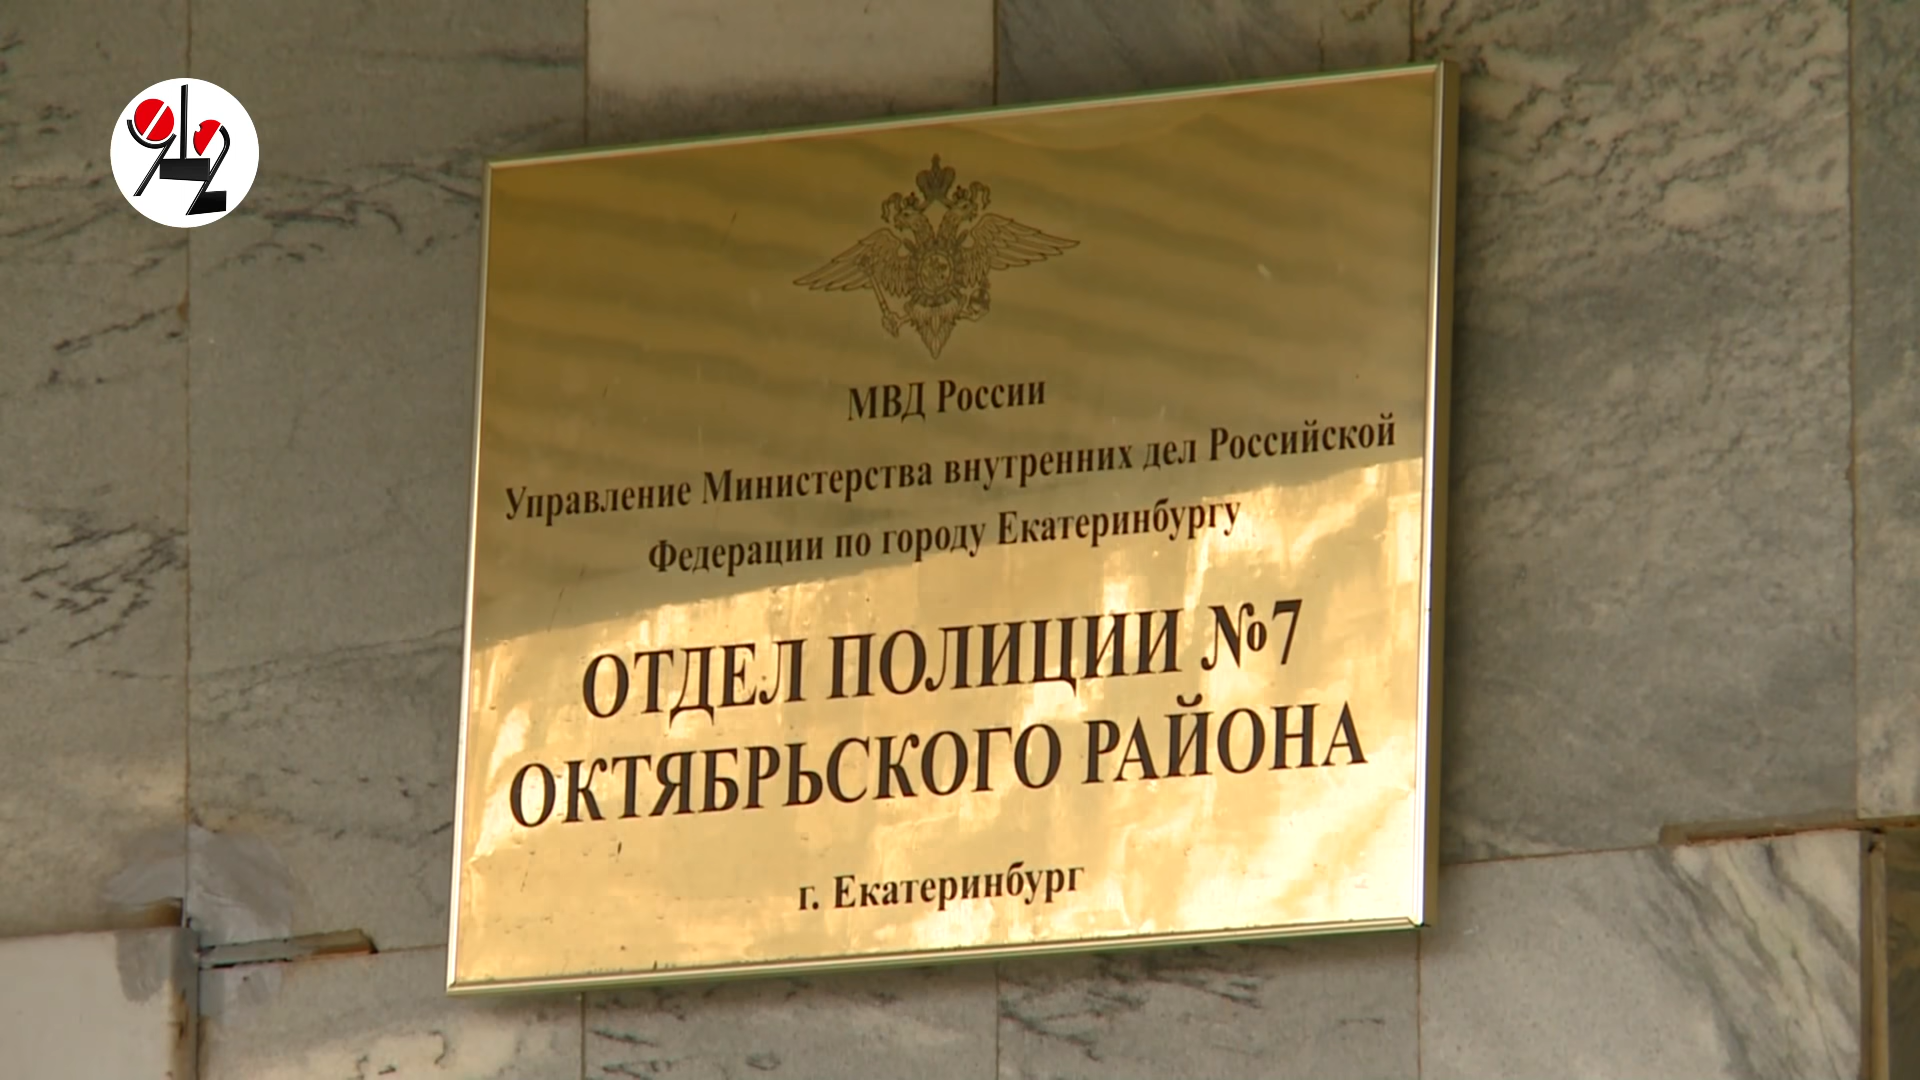 МВД России
Управление Министерства внутренних дел Российской
Федерации по городу Екатеринбургу
ОТДЕЛ ПОЛИЦИИ №7
ОКТЯБРЬСКОГО РАЙОНА
г. Екатеринбург